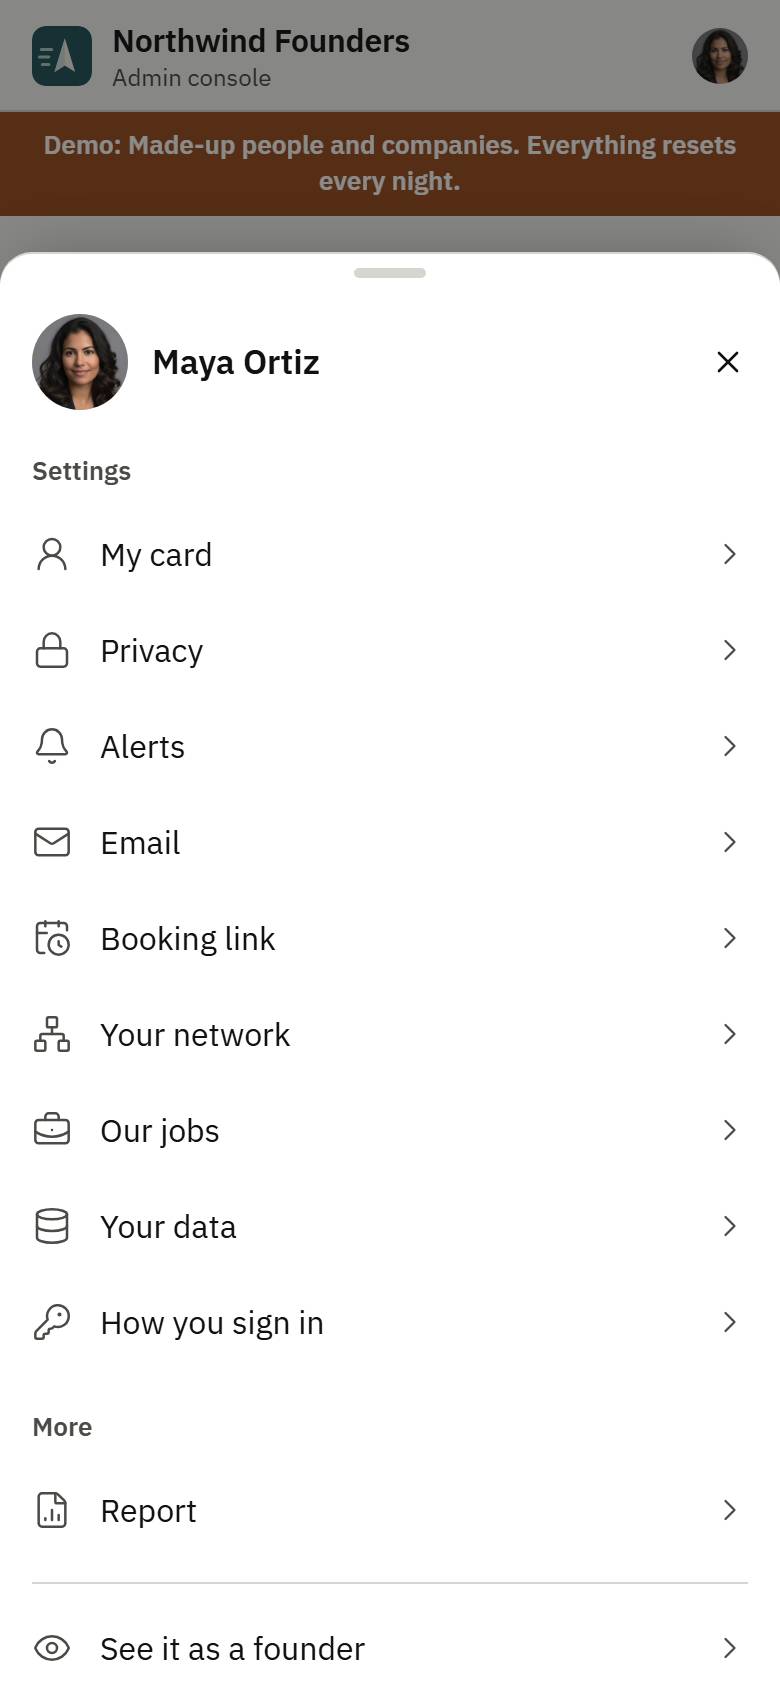 Northwind Founders
Admin console
Demo: Made-up people and companies. Everything resets
every night.
Maya Ortiz
Settings
My card
Privacy
Alerts
Email
Booking link
Your network
Our jobs
Your data
How you sign in
More
Report
See it as a founder